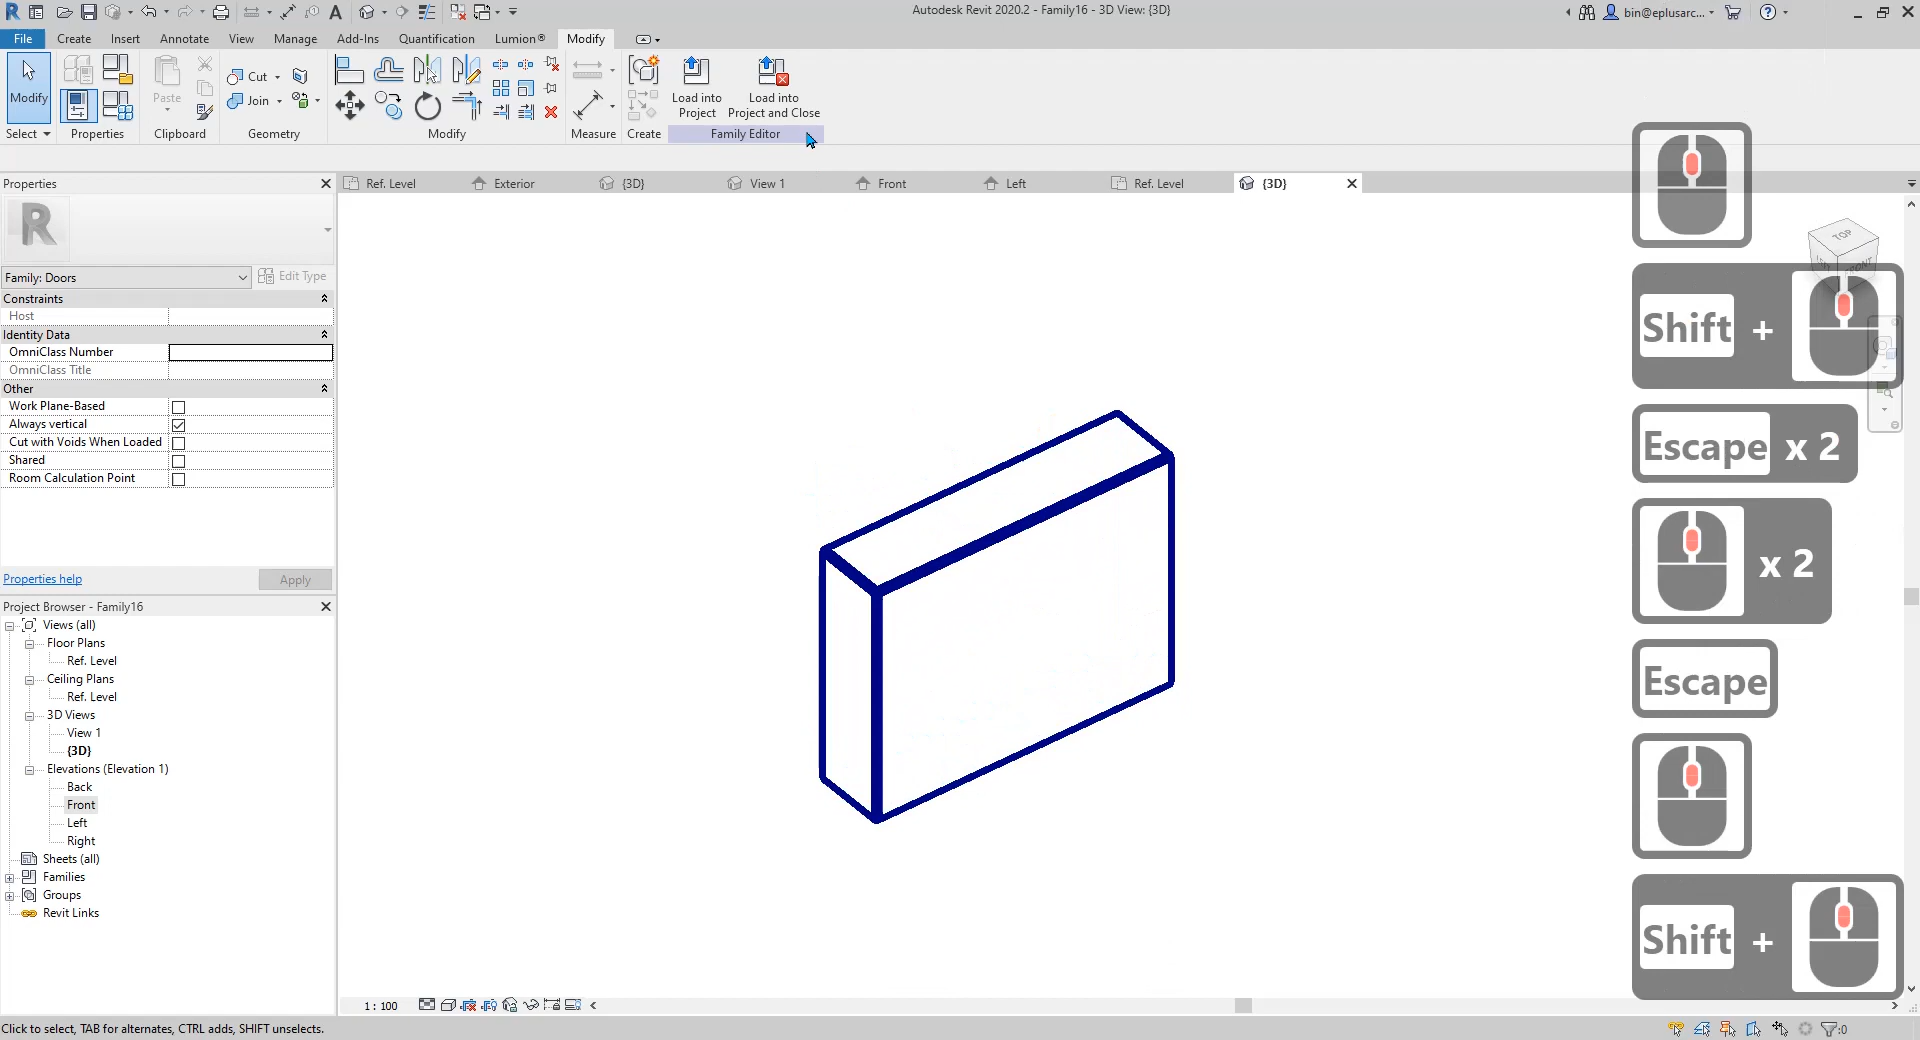 Autodesk Revit 2020.2 - Family16 - 3D View: {3D}
bin@eplusarc...
File Create Insert Annotate View Manage Add-Ins Quantification Lumion® Modify
Modify
Select
Properties
Paste
Clipboard
Cut
Join
Geometry
Modify
Measure
Create
Load into
Project
Load into
Project and Close
Family Editor
Properties
R
Family: Doors
Edit Type
Constraints
Host
Identity Data
OmniClass Number
OmniClass Title
Other
Work Plane-Based
Always vertical
Cut with Voids When Loaded
Shared
Room Calculation Point
Properties help
Apply
Project Browser - Family16
Views (all)
Floor Plans
Ref. Level
Ceiling Plans
Ref. Level
3D Views
View 1
{3D}
Elevations (Elevation 1)
Back
Front
Left
Right
Sheets (all)
Families
Groups
Revit Links
Ref. Level Exterior {3D} View 1 Front Left Ref. Level {3D}
TOP
FRONT
Shift +
Escape x 2
x 2
Escape
Shift +
1 : 100
Click to select, TAB for alternates, CTRL adds, SHIFT unselects.
:0